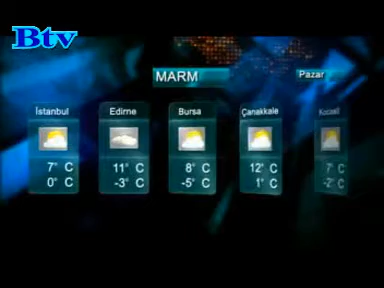 Btv
MARM
Pazar
İstanbul Edirne Bursa Çanakkale Kocaeli
7° C 11° C 8° C 12° C 7° C
0° C -3° C -5° C 1° C -2° C